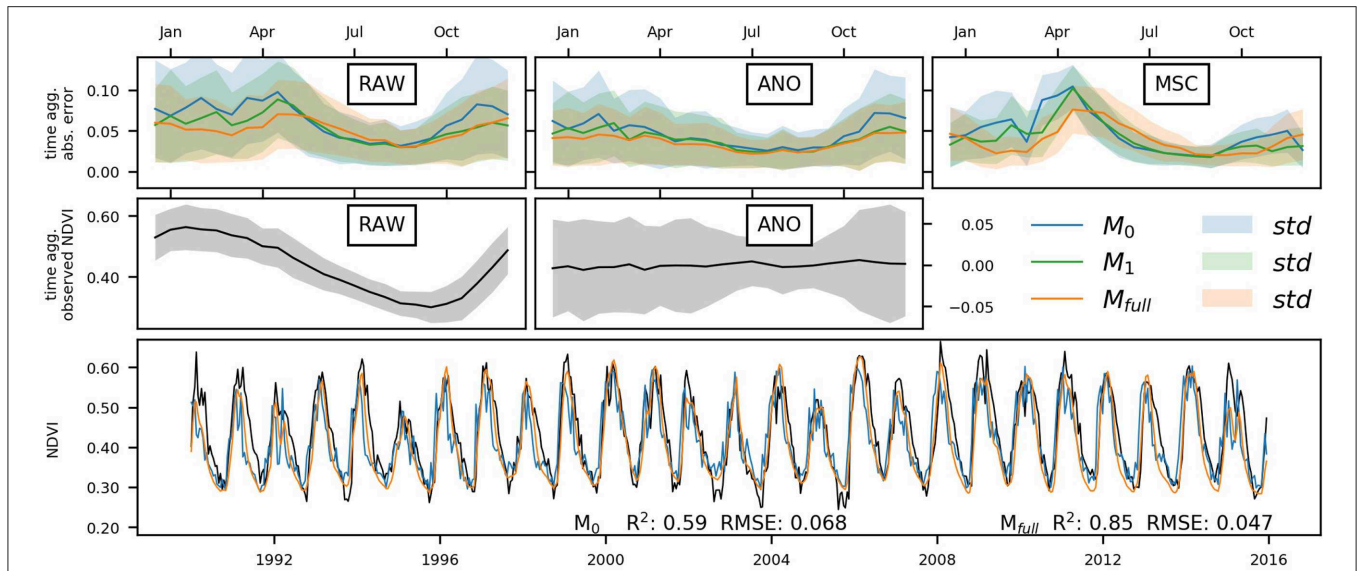 Jan Apr Jul Oct Jan Apr Jul Oct Jan Apr Jul Oct
time agg.
abs. error
0.10
0.05
0.00
RAW ANO MSC
time agg.
observed NDVI
0.60
0.40
RAW ANO
0.05
0.00
−0.05
M0 std
M1 std
Mfull std
NDVI
0.60
0.50
0.40
0.30
0.20
M0 R2: 0.59 RMSE: 0.068 Mfull R2: 0.85 RMSE: 0.047
1992 1996 2000 2004 2008 2012 2016